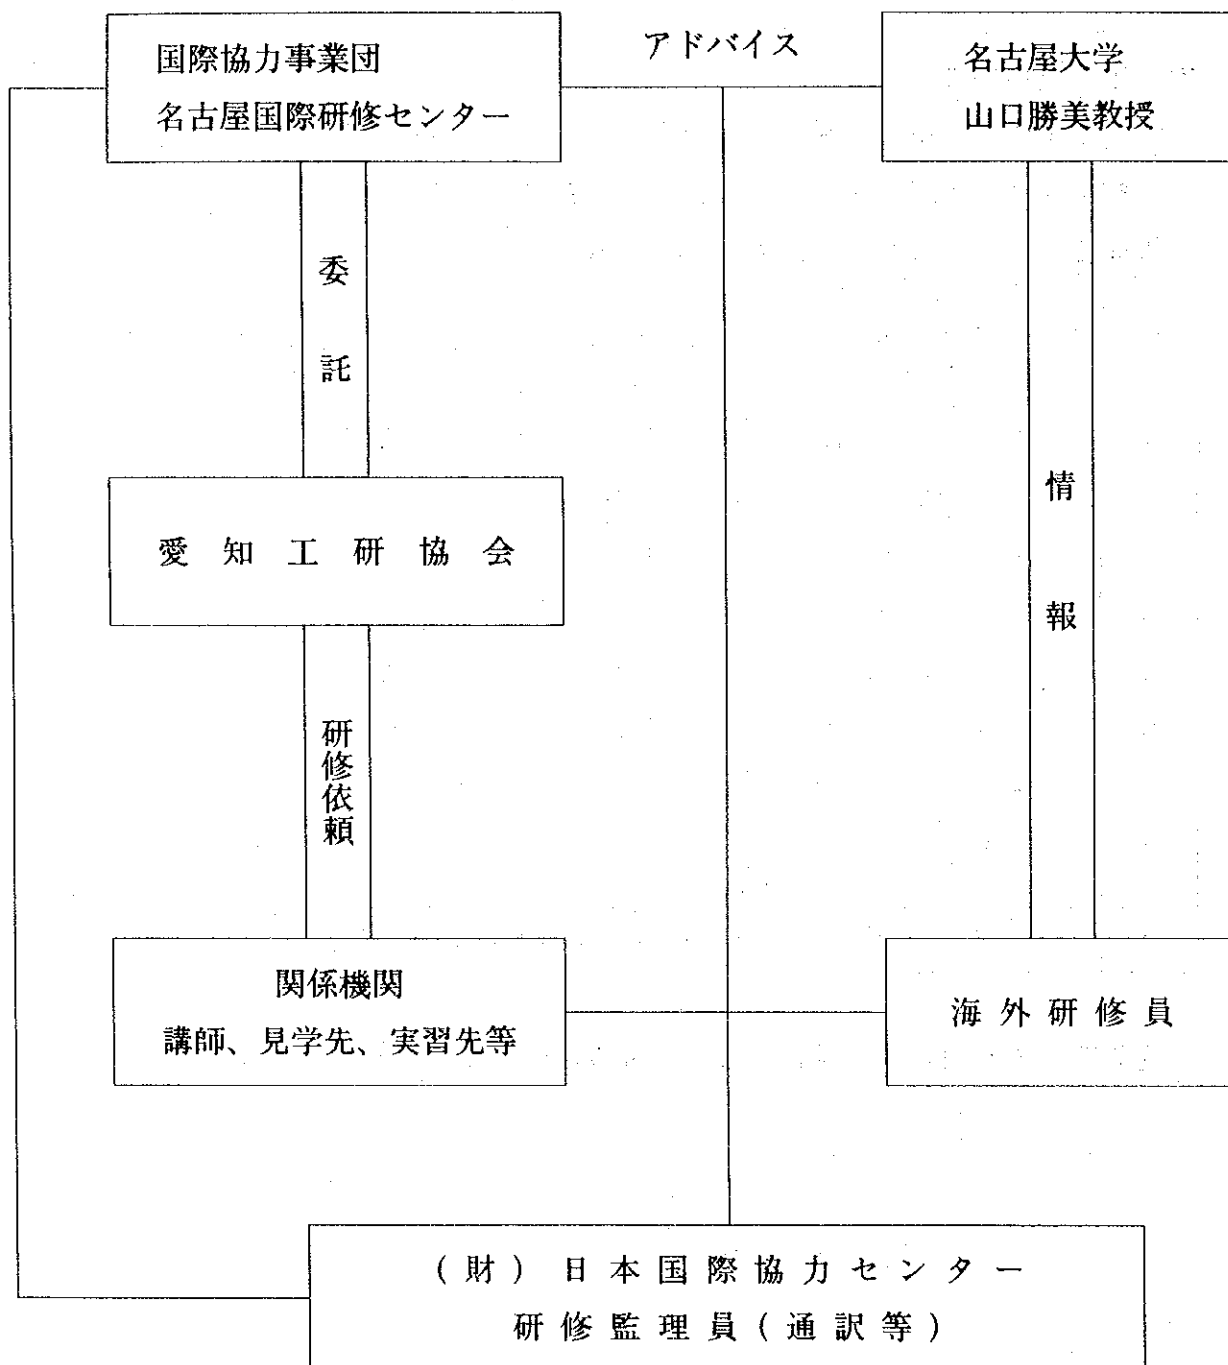 国際協力事業団
名古屋国際研修センター
アドバイス
名古屋大学
山口勝美教授
委託
情報
愛知工研協会
研修依頼
関係機関
講師、見学先、実習先等
海外研修員
(財)日本国際協力センター
研修監理員(通訳等)